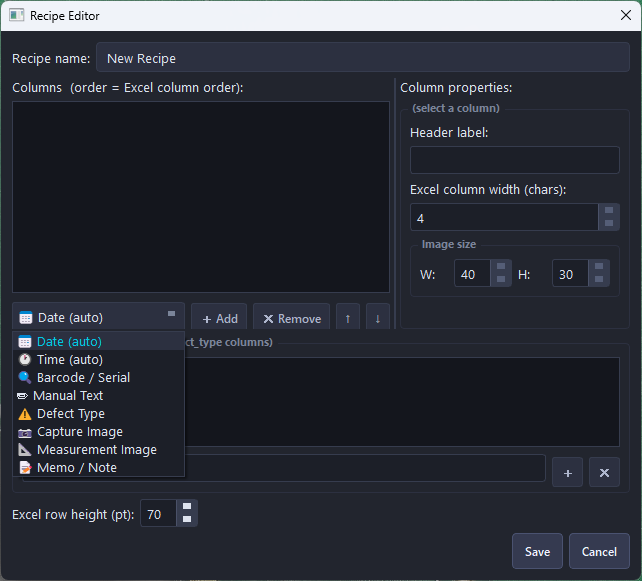 Recipe Editor
Recipe name: New Recipe
Columns (order = Excel column order):
Column properties:
(select a column)
Header label:
Excel column width (chars):
4
Image size
W: 40 H: 30
Date (auto)
+ Add
× Remove
↑
↓
Date (auto)
Time (auto)
Barcode / Serial
Manual Text
Defect Type
Capture Image
Measurement Image
Memo / Note
ct_type columns)
+
×
Excel row height (pt): 70
Save
Cancel